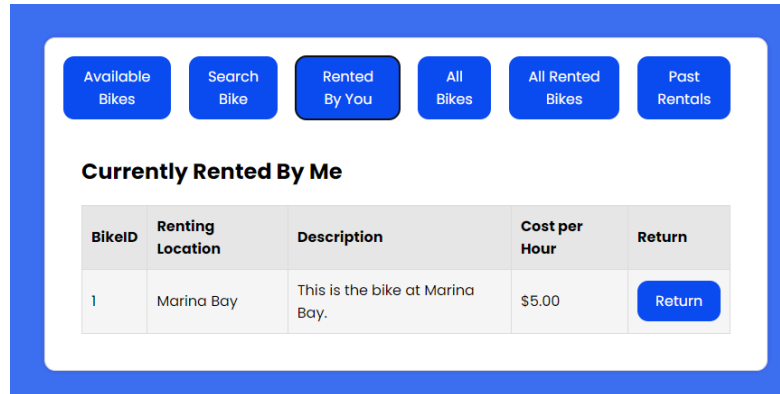 Available Bikes
Search Bike
Rented By You
All Bikes
All Rented Bikes
Past Rentals
Currently Rented By Me
BikeID
Renting Location
Description
Cost per Hour
Return
1
Marina Bay
This is the bike at Marina Bay.
$5.00
Return